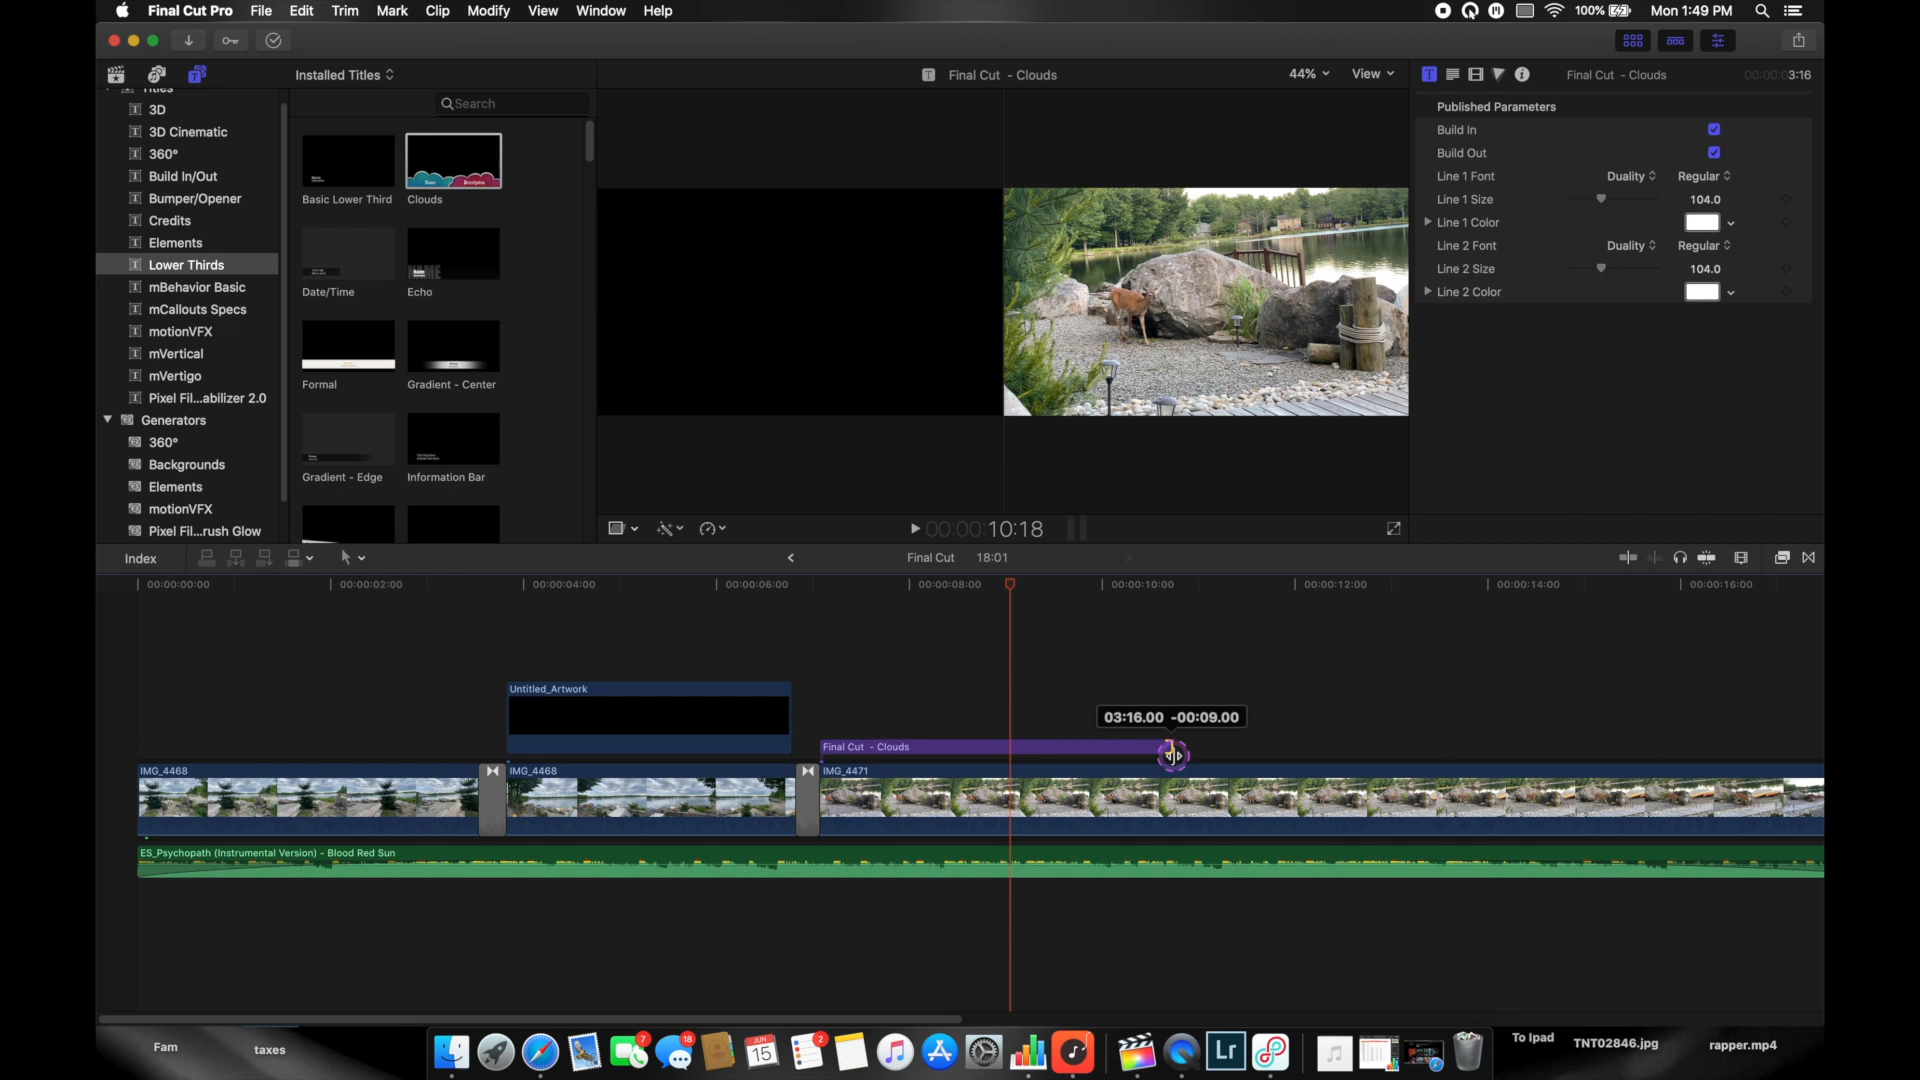 Final Cut Pro File Edit Trim Mark Clip Modify View Window Help
100% Mon 1:49 PM
Installed Titles
Final Cut - Clouds
44% View
Final Cut - Clouds
00:00:03:16
Titles
3D
3D Cinematic
360°
Build In/Out
Bumper/Opener
Credits
Elements
Lower Thirds
mBehavior Basic
mCallouts Specs
motionVFX
mVertical
mVertigo
Pixel Fil...abilizer 2.0
Generators
360°
Backgrounds
Elements
motionVFX
Pixel Fil...rush Glow
Search
Name
Description
Basic Lower Third
Clouds
Date/Time
NAME
Echo
Formal
Gradient - Center
Gradient - Edge
Information Bar
Published Parameters
Build In
Build Out
Line 1 Font Duality Regular
Line 1 Size 104.0
Line 1 Color
Line 2 Font Duality Regular
Line 2 Size 104.0
Line 2 Color
00:00:10:18
Index
Final Cut 18:01
00:00:00:00 00:00:02:00 00:00:04:00 00:00:06:00 00:00:08:00 00:00:10:00 00:00:12:00 00:00:14:00 00:00:16:00
Untitled_Artwork
03:16.00 -00:09.00
Final Cut - Clouds
IMG_4468
IMG_4468
IMG_4471
ES_Psychopath (Instrumental Version) - Blood Red Sun
Fam
taxes
7
18
JUN
15
2
Lr
To Ipad
TNT02846.jpg
rapper.mp4